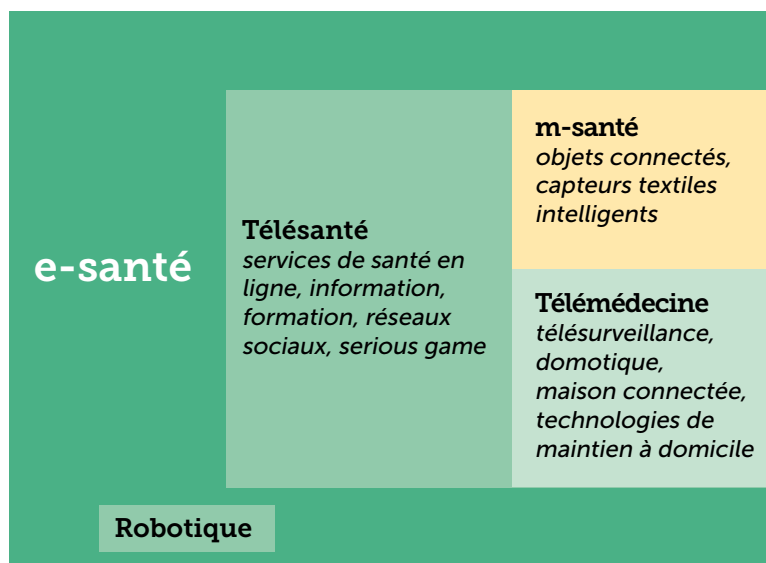 e-santé
Télésanté
services de santé en
ligne, information,
formation, réseaux
sociaux, serious game
m-santé
objets connectés,
capteurs textiles
intelligents
Télémédecine
télésurveillance,
domotique,
maison connectée,
technologies de
maintien à domicile
Robotique